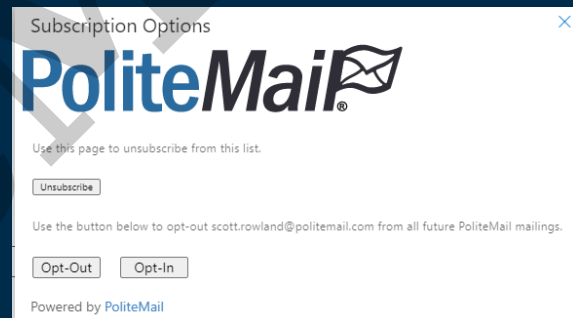 Subscription Options
PoliteMail®
Use this page to unsubscribe from this list.
Unsubscribe
Use the button below to opt-out scott.rowland@politemail.com from all future PoliteMail mailings.
Opt-Out Opt-In
Powered by PoliteMail